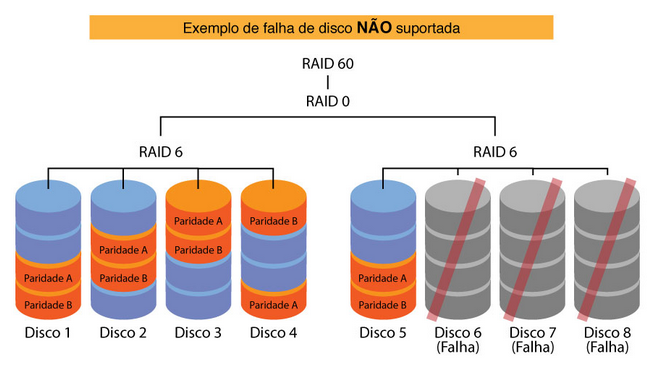 Exemplo de falha de disco NÃO suportada
RAID 60
RAID 0
RAID 6
RAID 6
Paridade A
Paridade B
Paridade A
Paridade B
Paridade A
Paridade B
Paridade B
Paridade A
Paridade A
Paridade B
Disco 1
Disco 2
Disco 3
Disco 4
Disco 5
Disco 6
(Falha)
Disco 7
(Falha)
Disco 8
(Falha)